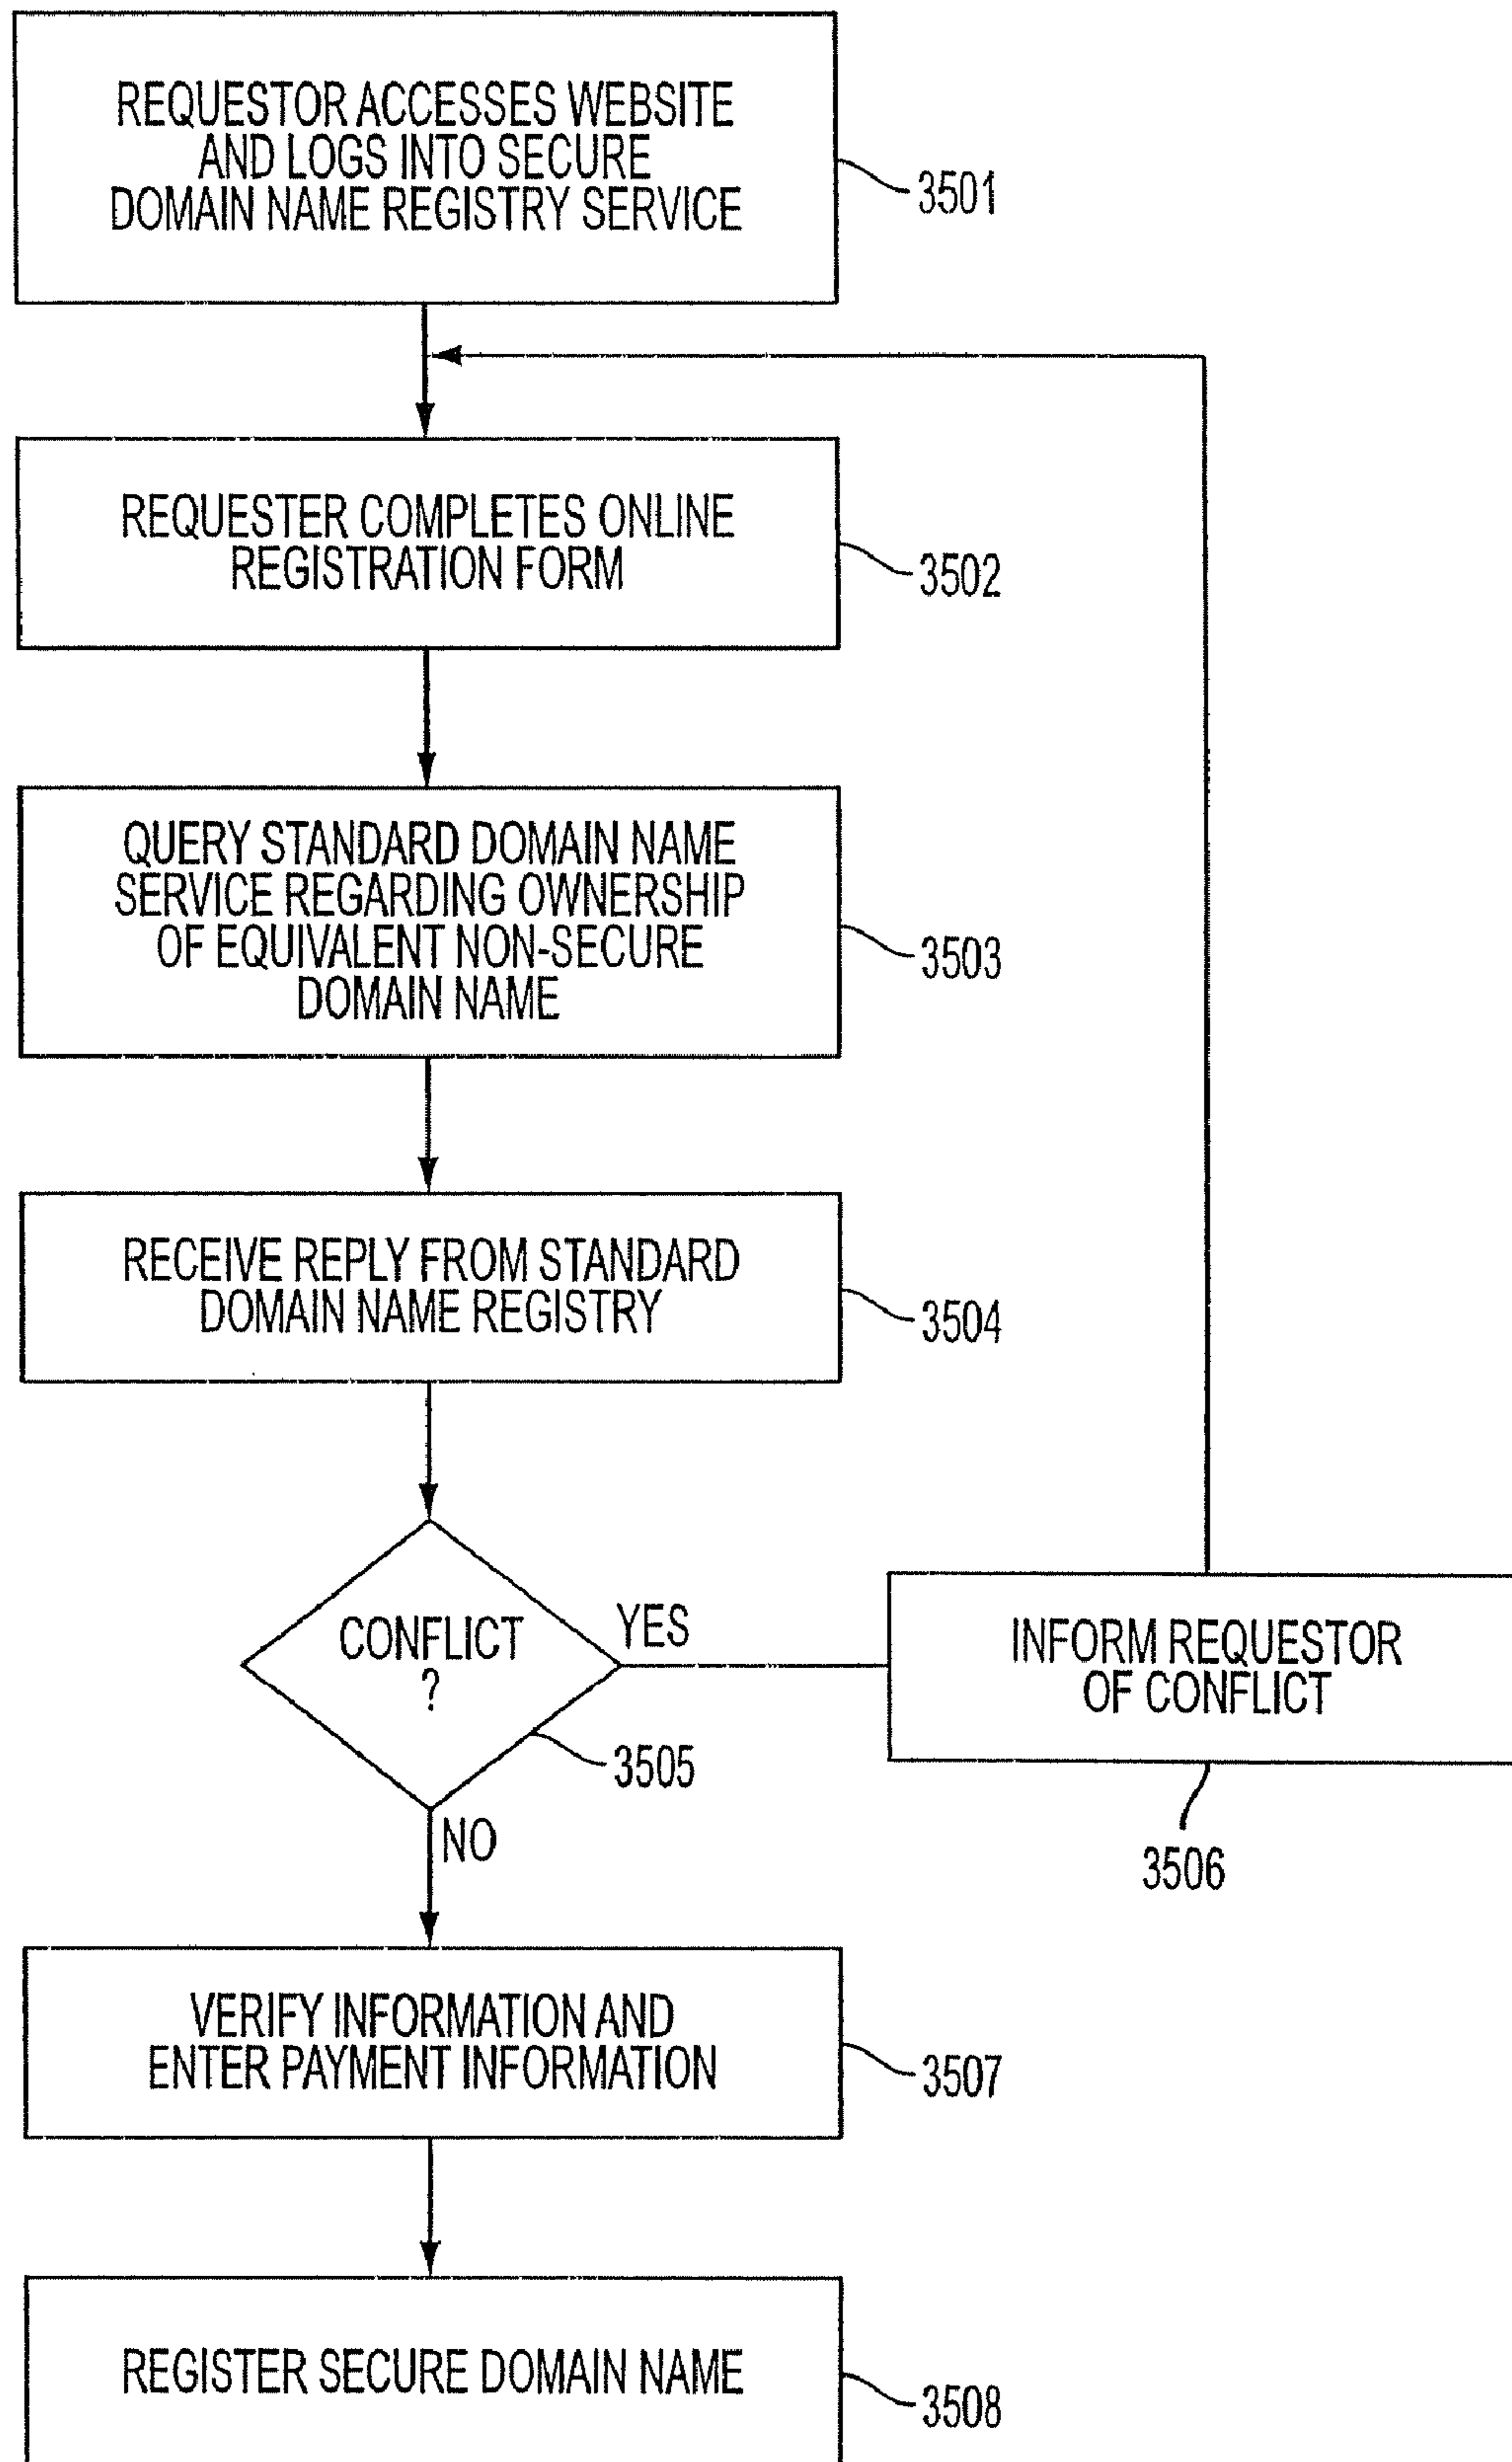 REQUESTOR ACCESSES WEBSITE
AND LOGS INTO SECURE
DOMAIN NAME REGISTRY SERVICE
3501
REQUESTER COMPLETES ONLINE
REGISTRATION FORM
3502
QUERY STANDARD DOMAIN NAME
SERVICE REGARDING OWNERSHIP
OF EQUIVALENT NON-SECURE
DOMAIN NAME
3503
RECEIVE REPLY FROM STANDARD
DOMAIN NAME REGISTRY
3504
CONFLICT
?
YES
3505
NO
INFORM REQUESTOR
OF CONFLICT
3506
VERIFY INFORMATION AND
ENTER PAYMENT INFORMATION
3507
REGISTER SECURE DOMAIN NAME
3508